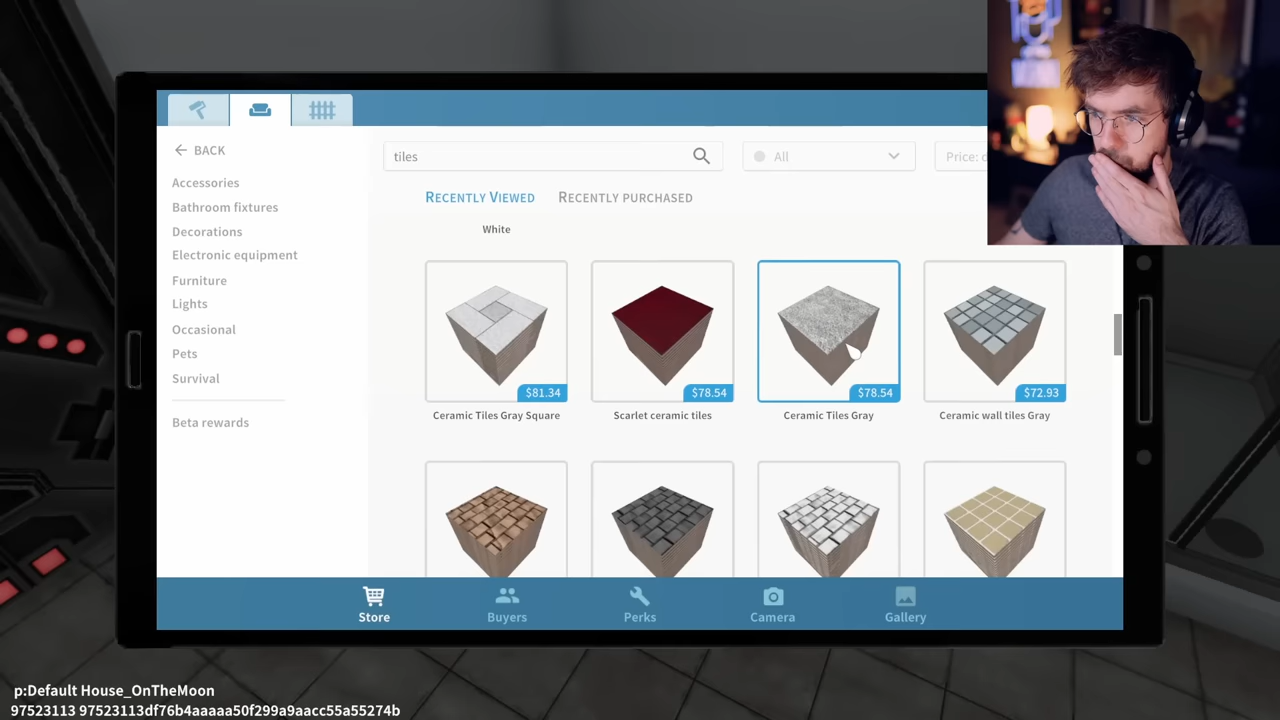 BACK
tiles
All
Price:
Accessories
Bathroom fixtures
Decorations
Electronic equipment
Furniture
Lights
Occasional
Pets
Survival
Beta rewards
RECENTLY VIEWED
RECENTLY PURCHASED
White
$81.34
$78.54
$78.54
$72.93
Ceramic Tiles Gray Square
Scarlet ceramic tiles
Ceramic Tiles Gray
Ceramic wall tiles Gray
Store
Buyers
Perks
Camera
Gallery
p:Default House_OnTheMoon
97523113 97523113df76b4aaaaa50f299a9aacc55a55274b